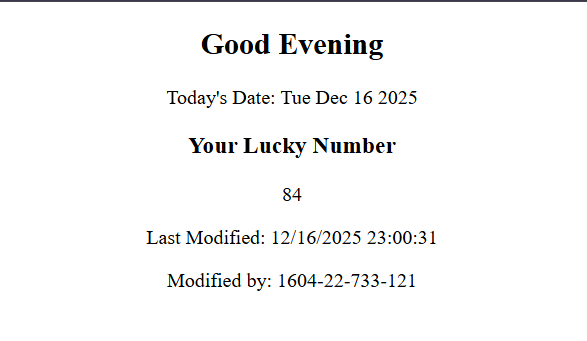 Good Evening
Today's Date: Tue Dec 16 2025
Your Lucky Number
84
Last Modified: 12/16/2025 23:00:31
Modified by: 1604-22-733-121